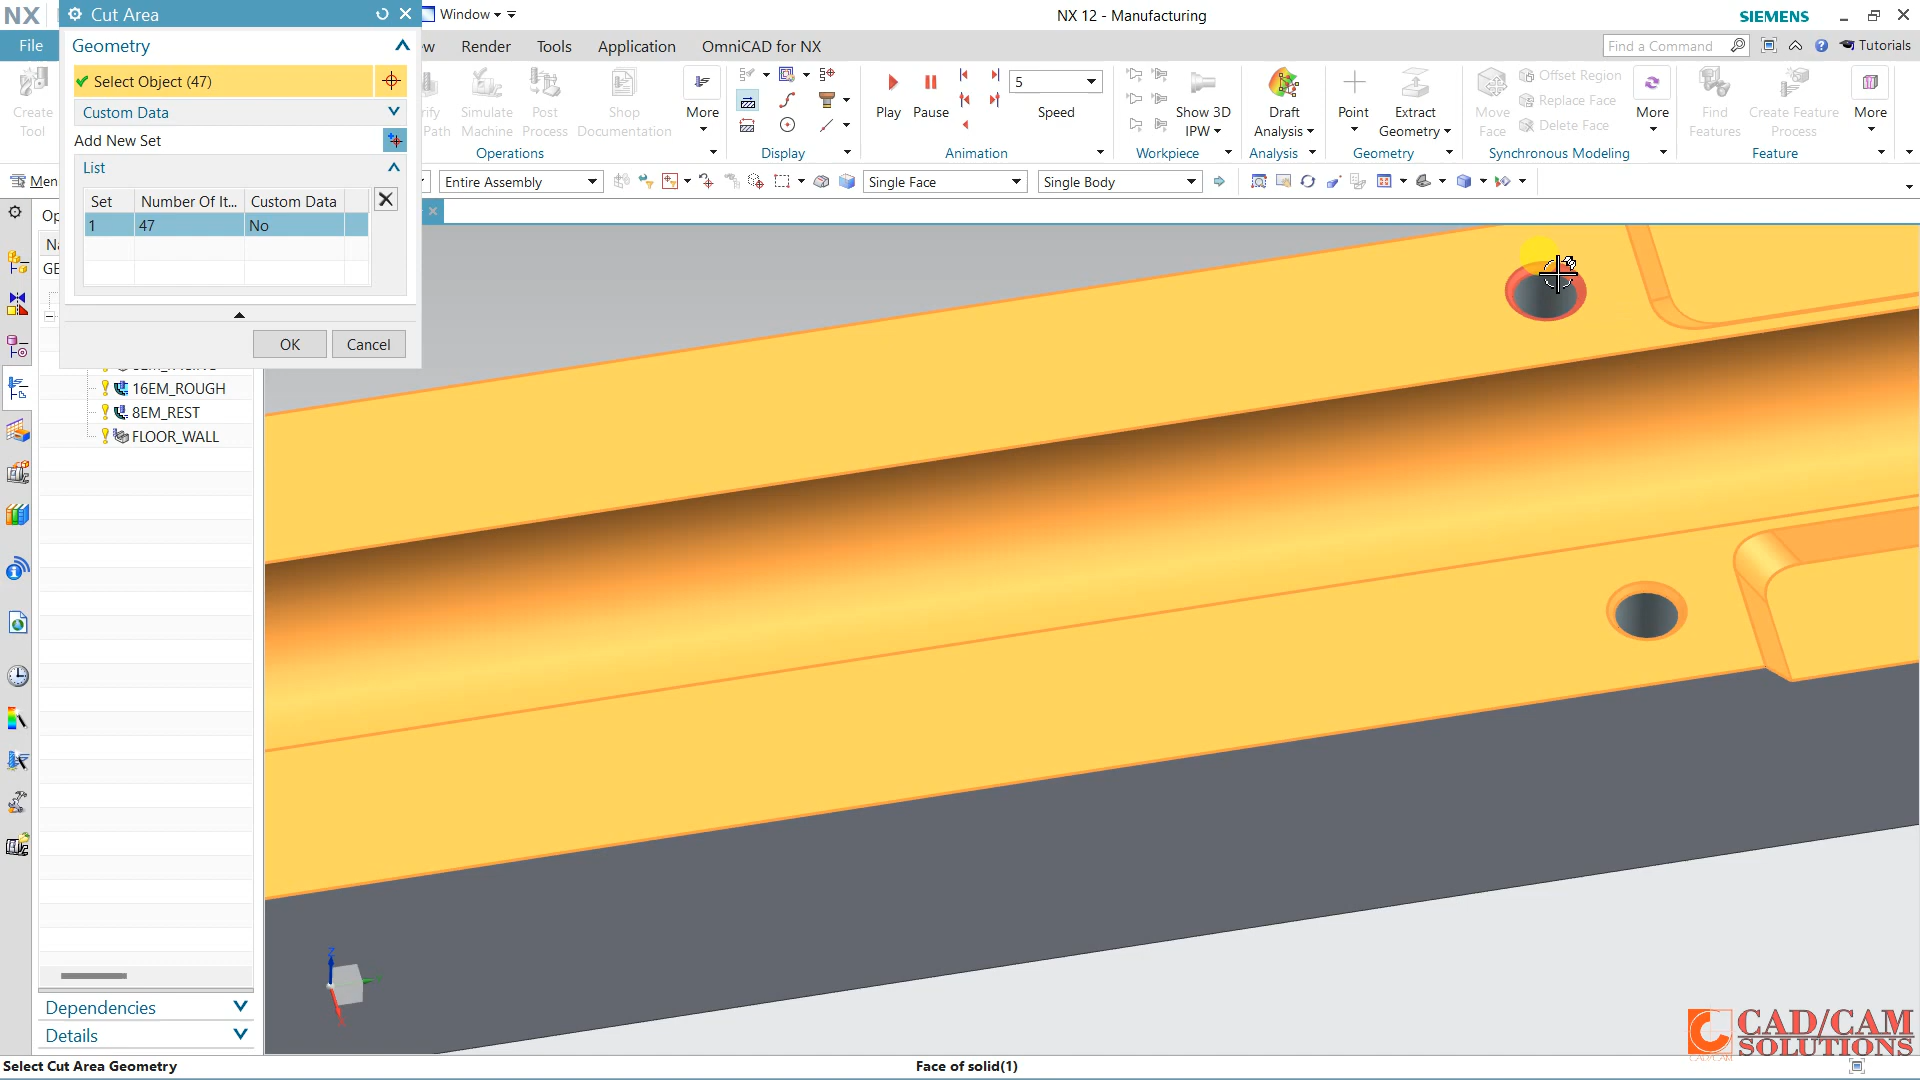 NX
Cut Area
Window
NX 12 - Manufacturing
SIEMENS
File
Geometry
Render
Tools
Application
OmniCAD for NX
Find a Command
Tutorials
Select Object (47)
Custom Data
Add New Set
List
Set
Number Of It...
Custom Data
1
47
No
OK
Cancel
Create
Tool
Path
Simulate
Machine
Post
Process
Shop
Documentation
More
Operations
Display
Play
Pause
5
Speed
Animation
Show 3D
IPW
Workpiece
Draft
Analysis
Analysis
Point
Extract
Geometry
Geometry
Move
Face
Offset Region
Replace Face
Delete Face
More
Synchronous Modeling
Find
Features
Create Feature
Process
More
Feature
Men
Entire Assembly
Single Face
Single Body
Op
Na
GE
16EM_ROUGH
8EM_REST
FLOOR_WALL
Dependencies
Details
Z
CAD/CAM
SOLUTIONS
Select Cut Area Geometry
Face of solid(1)